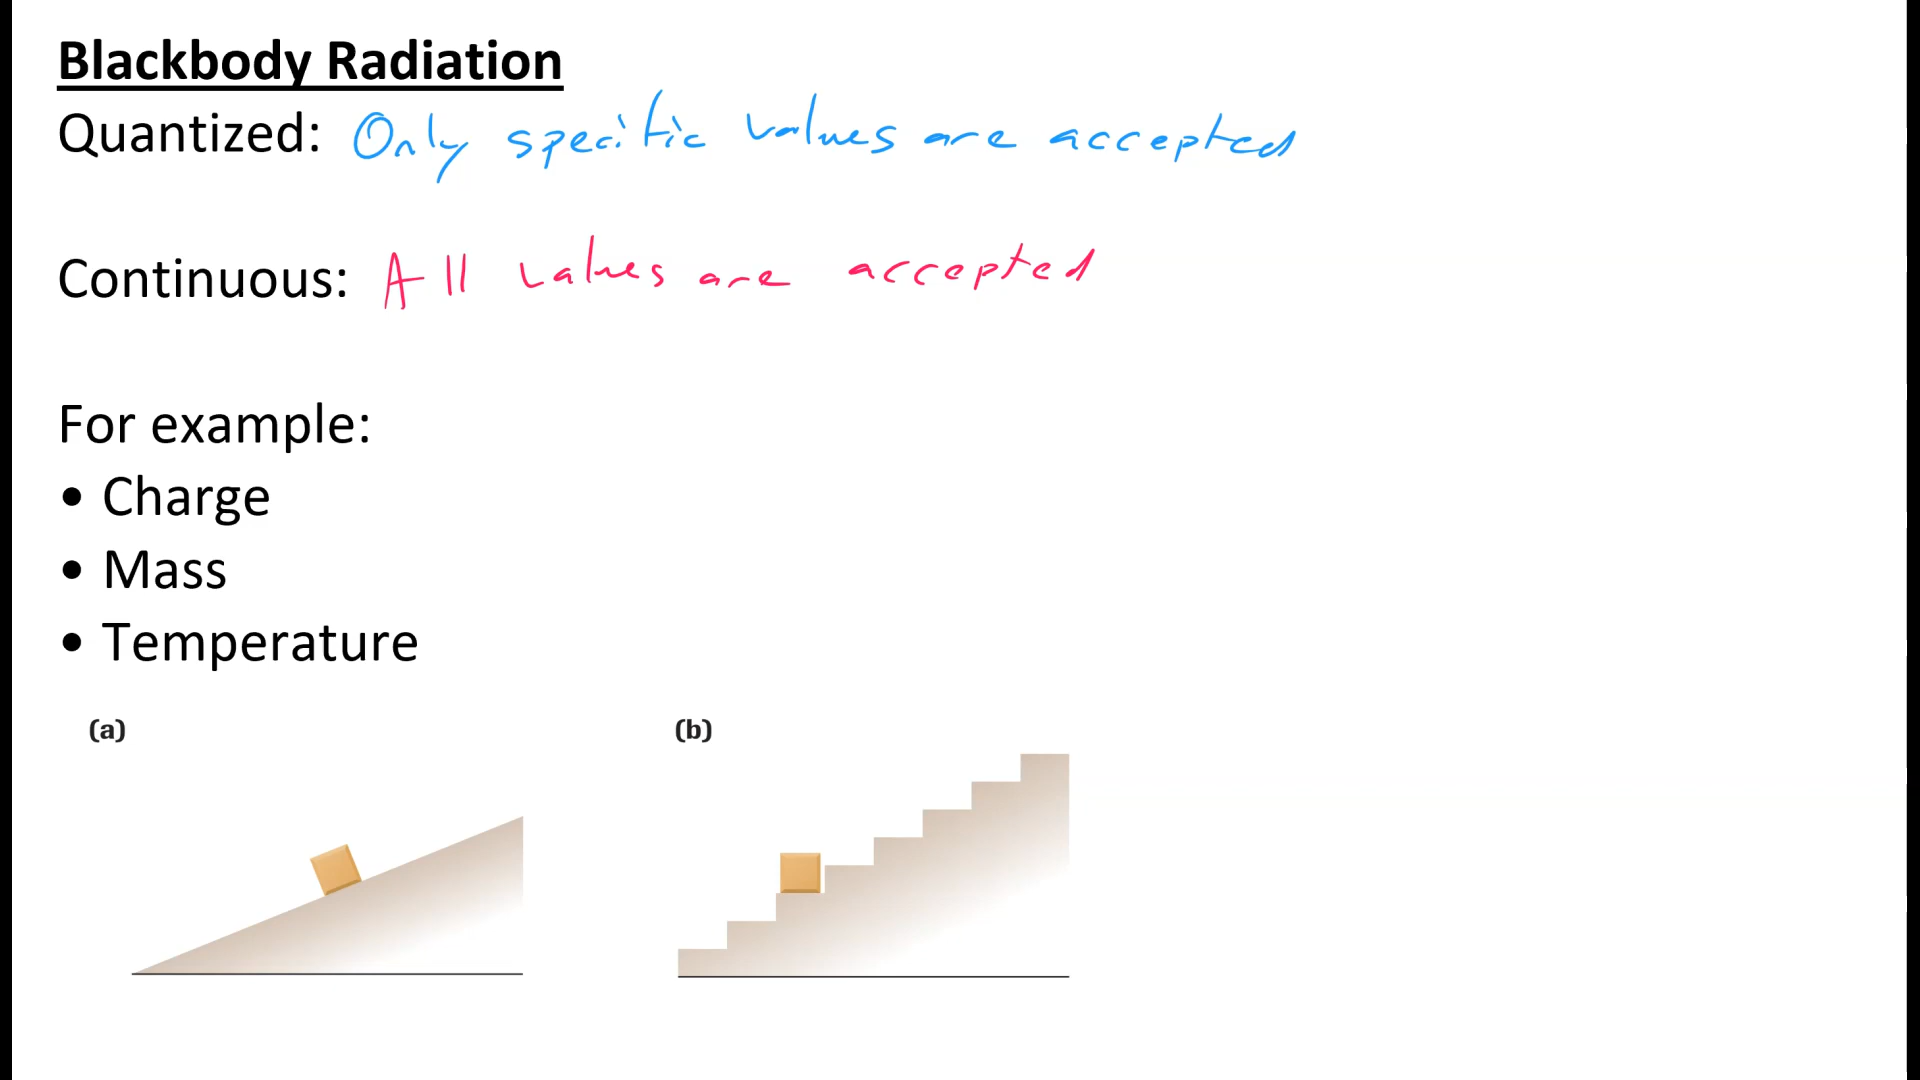 Blackbody Radiation
Quantized: Only specific values are accepted
Continuous: All values are accepted
For example:
• Charge
• Mass
• Temperature
(a) (b)